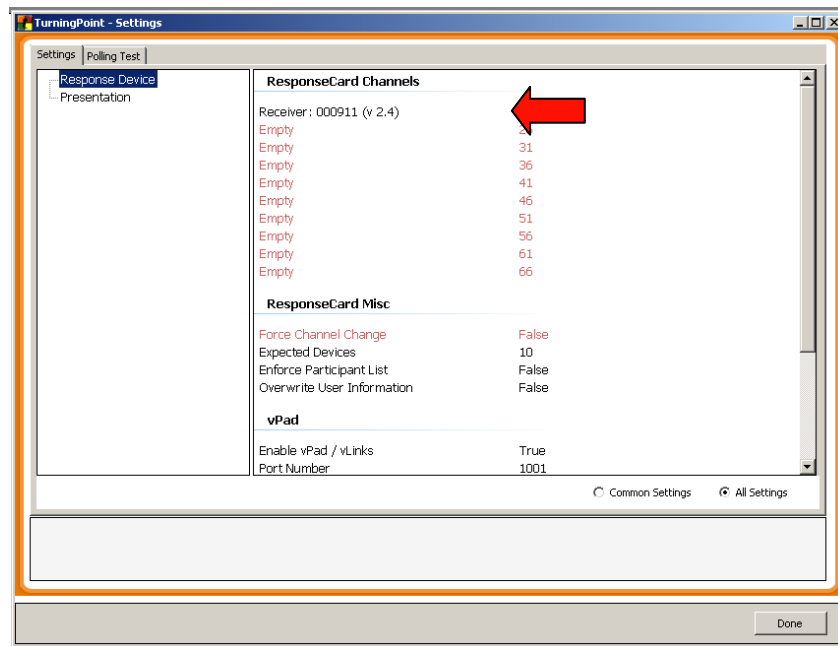 TurningPoint - Settings
Settings Polling Test
Response Device
Presentation
ResponseCard Channels
Receiver: 000911 (v 2.4)
Empty
Empty 31
Empty 36
Empty 41
Empty 46
Empty 51
Empty 56
Empty 61
Empty 66
ResponseCard Misc
Force Channel Change False
Expected Devices 10
Enforce Participant List False
Overwrite User Information False
vPad
Enable vPad / vLinks True
Port Number 1001
Common Settings All Settings
Done